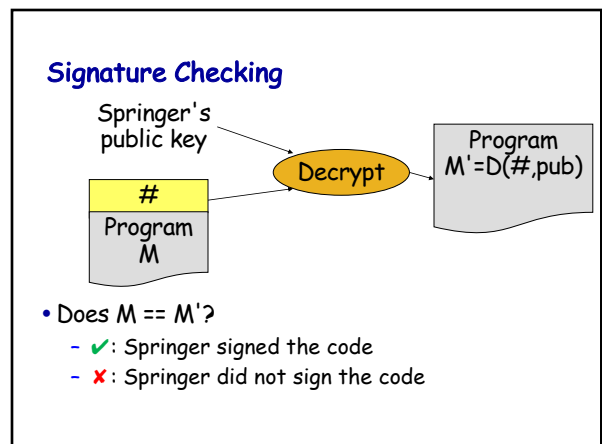 Signature Checking
Springer's
public key
Decrypt
Program
M'=D(#,pub)
#
Program
M
• Does M == M'?
– ✔: Springer signed the code
– ✘: Springer did not sign the code